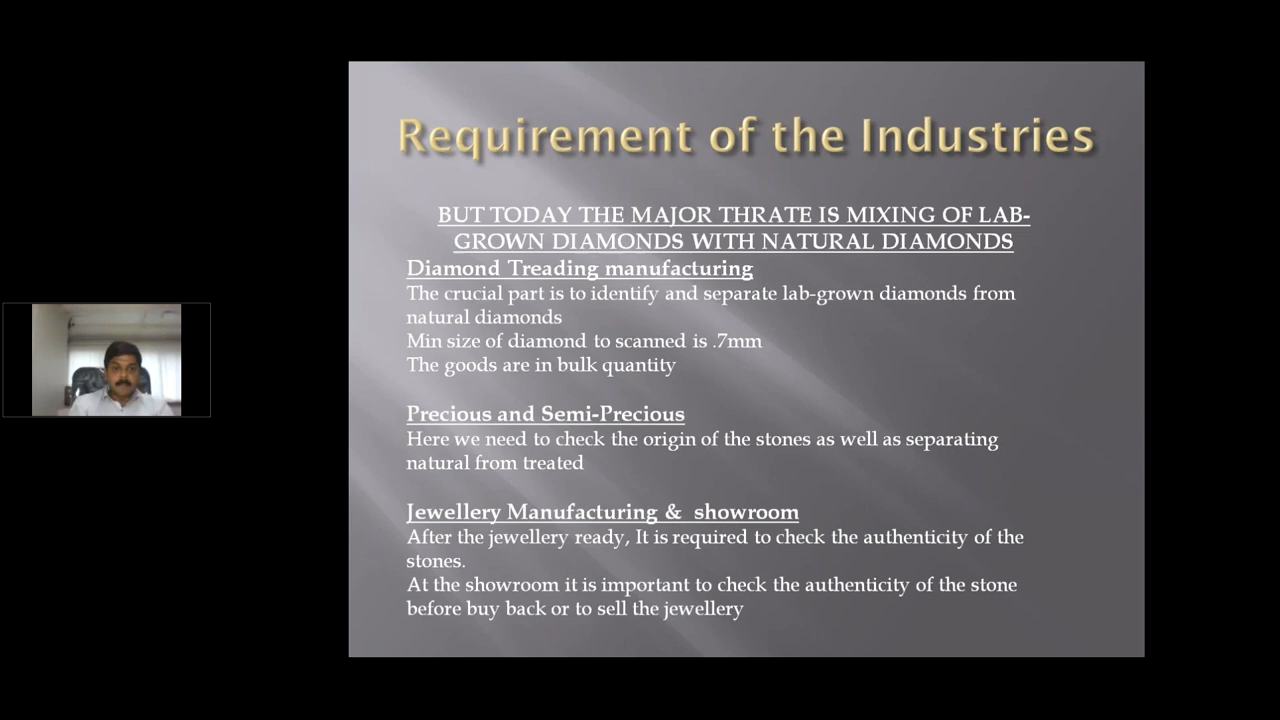 Requirement of the Industries
BUT TODAY THE MAJOR THRATE IS MIXING OF LAB-
GROWN DIAMONDS WITH NATURAL DIAMONDS
Diamond Treading manufacturing
The crucial part is to identify and separate lab-grown diamonds from
natural diamonds
Min size of diamond to scanned is .7mm
The goods are in bulk quantity
Precious and Semi-Precious
Here we need to check the origin of the stones as well as separating
natural from treated
Jewellery Manufacturing & showroom
After the jewellery ready, It is required to check the authenticity of the
stones.
At the showroom it is important to check the authenticity of the stone
before buy back or to sell the jewellery